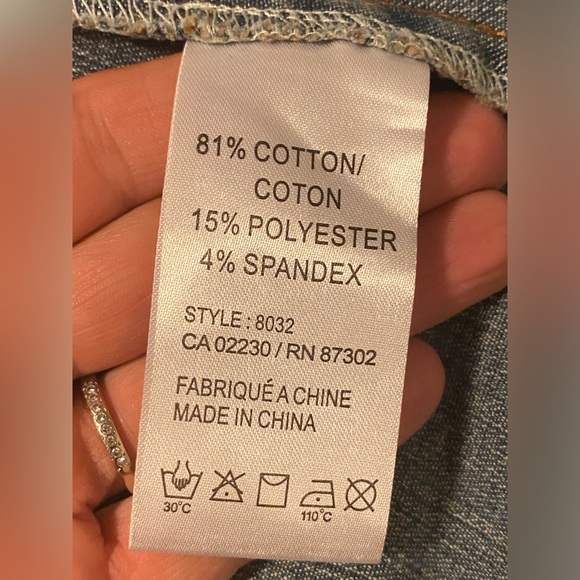 81% COTTON/
COTON
15% POLYESTER
4% SPANDEX
STYLE : 8032
CA 02230 / RN 87302
FABRIQUÉ A CHINE
MADE IN CHINA
30°C
110°C